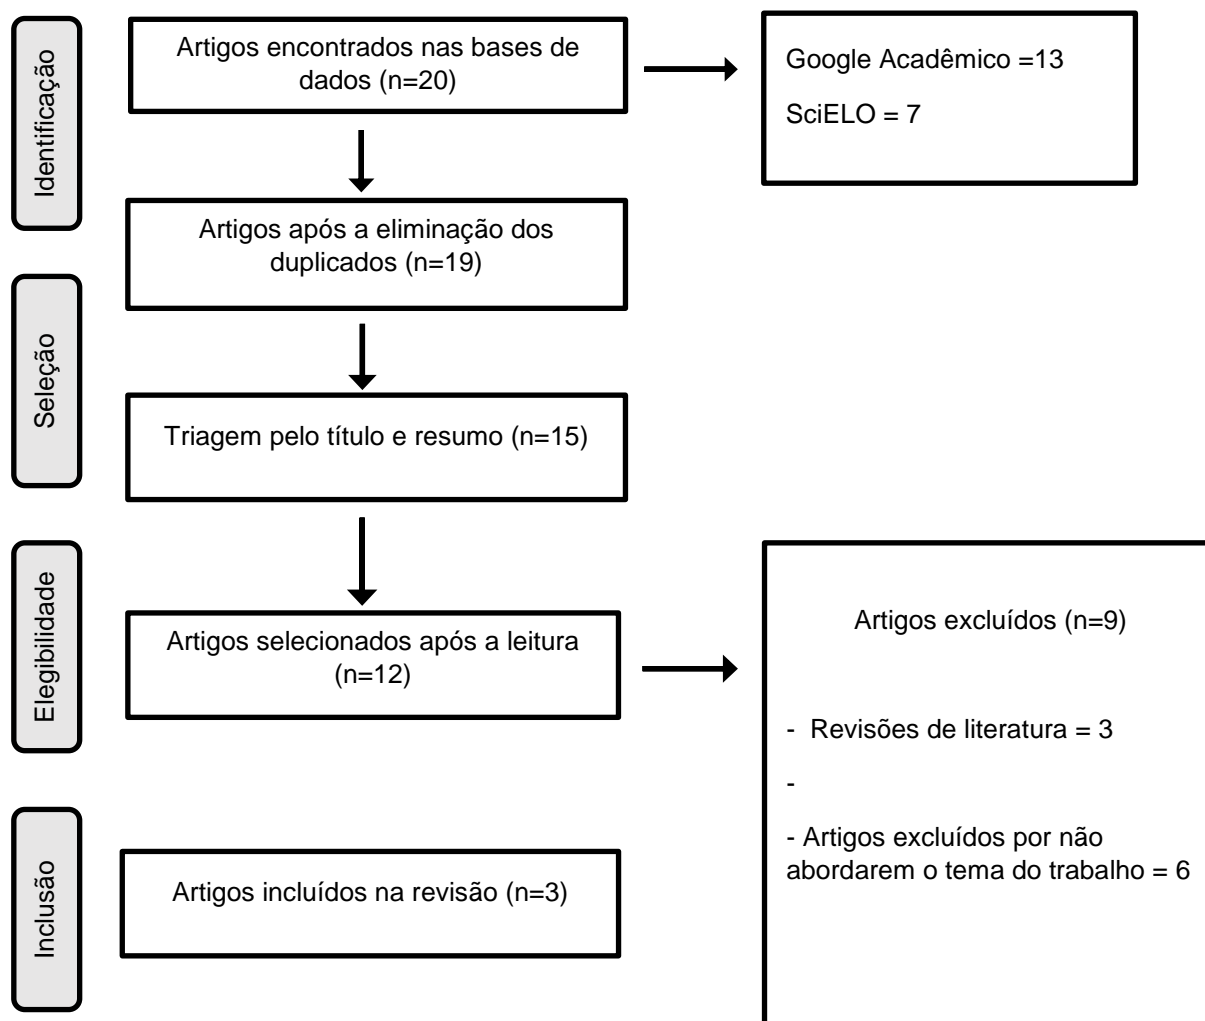 Identificação
Artigos encontrados nas bases de
dados (n=20)
Google Acadêmico =13
SciELO = 7
Artigos após a eliminação dos
duplicados (n=19)
Seleção
Triagem pelo título e resumo (n=15)
Elegibilidade
Artigos selecionados após a leitura
(n=12)
Artigos excluídos (n=9)
- Revisões de literatura = 3
-
- Artigos excluídos por não
abordarem o tema do trabalho = 6
Inclusão
Artigos incluídos na revisão (n=3)